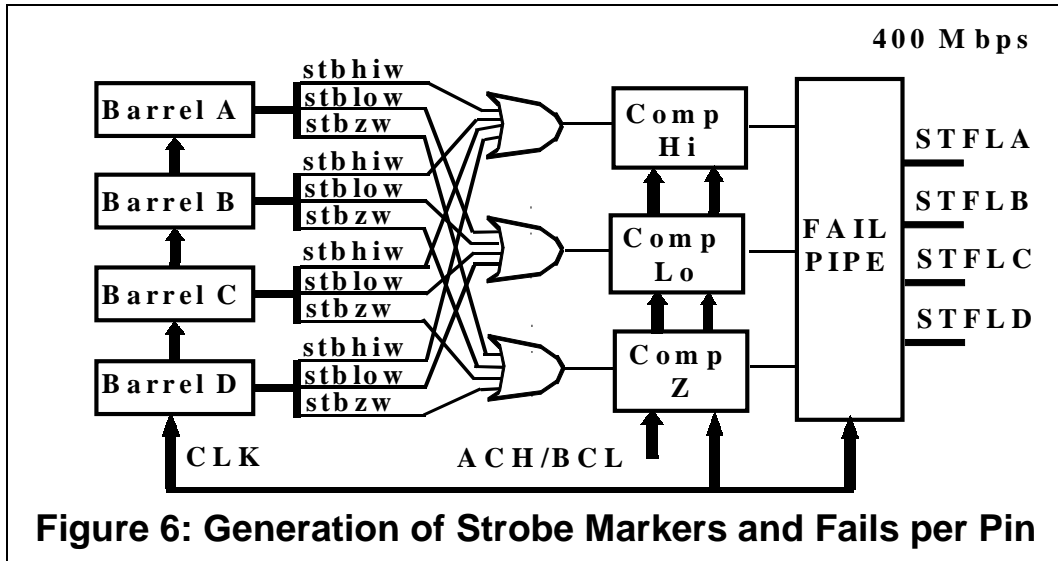 400 Mbps
Barrel A
stbhiw
stblow
stbzw
Barrel B
stbhiw
stblow
stbzw
Barrel C
stbhiw
stblow
stbzw
Barrel D
stbhiw
stblow
stbzw
Comp
Hi
Comp
Lo
Comp
Z
FAIL
PIPE
STFLA
STFLB
STFLC
STFLD
CLK
ACH/BCL
Figure 6: Generation of Strobe Markers and Fails per Pin